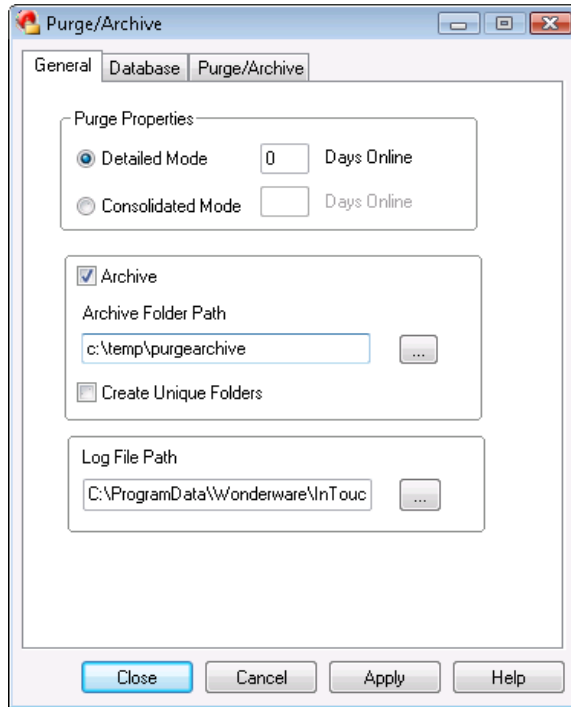 Purge/Archive
General Database Purge/Archive
Purge Properties
Detailed Mode 0 Days Online
Consolidated Mode Days Online
Archive
Archive Folder Path
c:\temp\purgearchive ...
Create Unique Folders
Log File Path
C:\ProgramData\Wonderware\InTouc ...
Close Cancel Apply Help